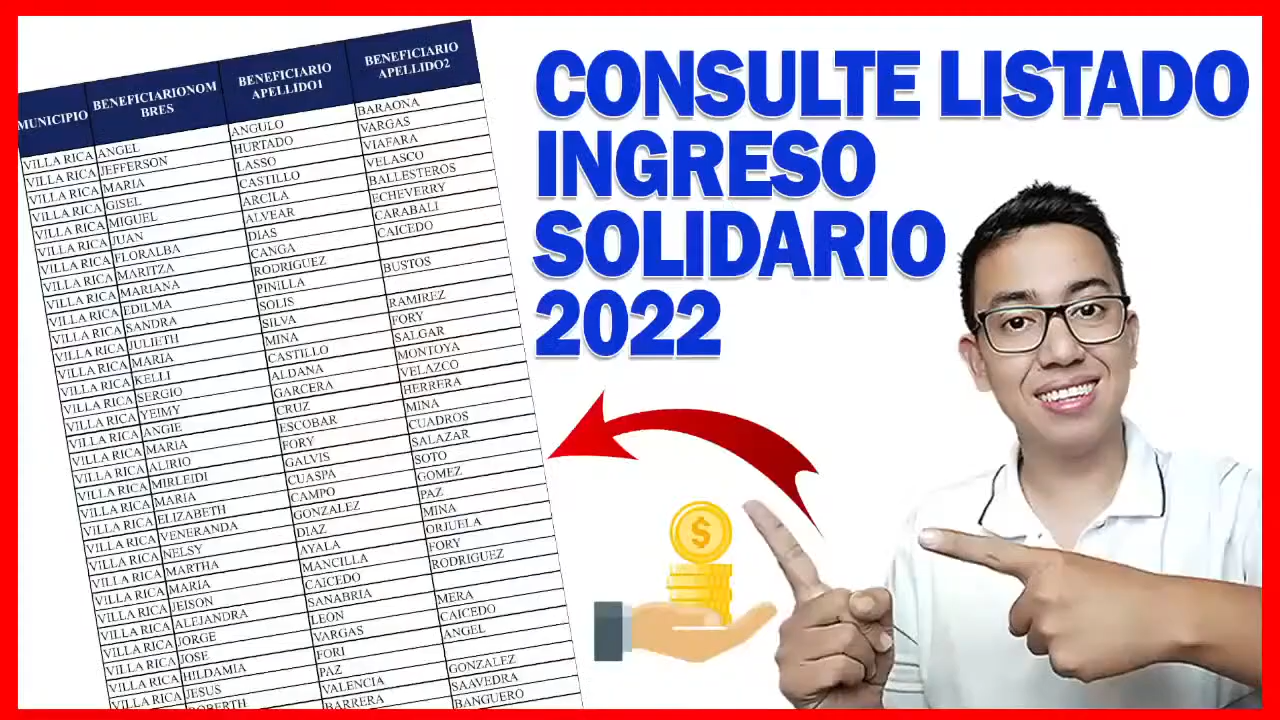 MUNICIPIO BENEFICIARIONOM BENEFICIARIO BENEFICIARIO
BRES APELLIDO1 APELLIDO2
VILLA RICA ANGEL ANGULO BARAONA
VILLA RICA JEFFERSON HURTADO VARGAS
VILLA RICA MARIA LASSO VIAFARA
VILLA RICA GISEL CASTILLO VELASCO
VILLA RICA MIGUEL ARCILA BALLESTEROS
VILLA RICA JUAN ALVEAR ECHEVERRY
VILLA RICA FLORALBA DIAS CARABALI
VILLA RICA MARITZA CANGA CAICEDO
VILLA RICA MARIANA RODRIGUEZ
VILLA RICA EDILMA PINILLA BUSTOS
VILLA RICA SANDRA SOLIS
VILLA RICA JULIETH SILVA RAMIREZ
VILLA RICA MARIA MINA FORY
VILLA RICA KELLI CASTILLO SALGAR
VILLA RICA SERGIO ALDANA MONTOYA
VILLA RICA YEIMY GARCERA VELAZCO
VILLA RICA ANGIE CRUZ HERRERA
VILLA RICA MARIA ESCOBAR MINA
VILLA RICA ALIRIO FORY CUADROS
VILLA RICA MIRLEIDI GALVIS SALAZAR
VILLA RICA MARIA CUASPA SOTO
VILLA RICA ELIZABETH CAMPO GOMEZ
VILLA RICA VENERANDA GONZALEZ PAZ
VILLA RICA NELSY DIAZ MINA
VILLA RICA MARTHA AYALA ORJUELA
VILLA RICA MARIA MANCILLA FORY
VILLA RICA JEISON CAICEDO RODRIGUEZ
VILLA RICA ALEJANDRA SANABRIA
VILLA RICA JORGE LEON MERA
VILLA RICA JOSE VARGAS CAICEDO
VILLA RICA HILDAMIA FORI ANGEL
VILLA RICA JESUS PAZ
ROBERTH VALENCIA GONZALEZ
BARRERA SAAVEDRA
BANGUERO
CONSULTE LISTADO
INGRESO
SOLIDARIO
2022
$